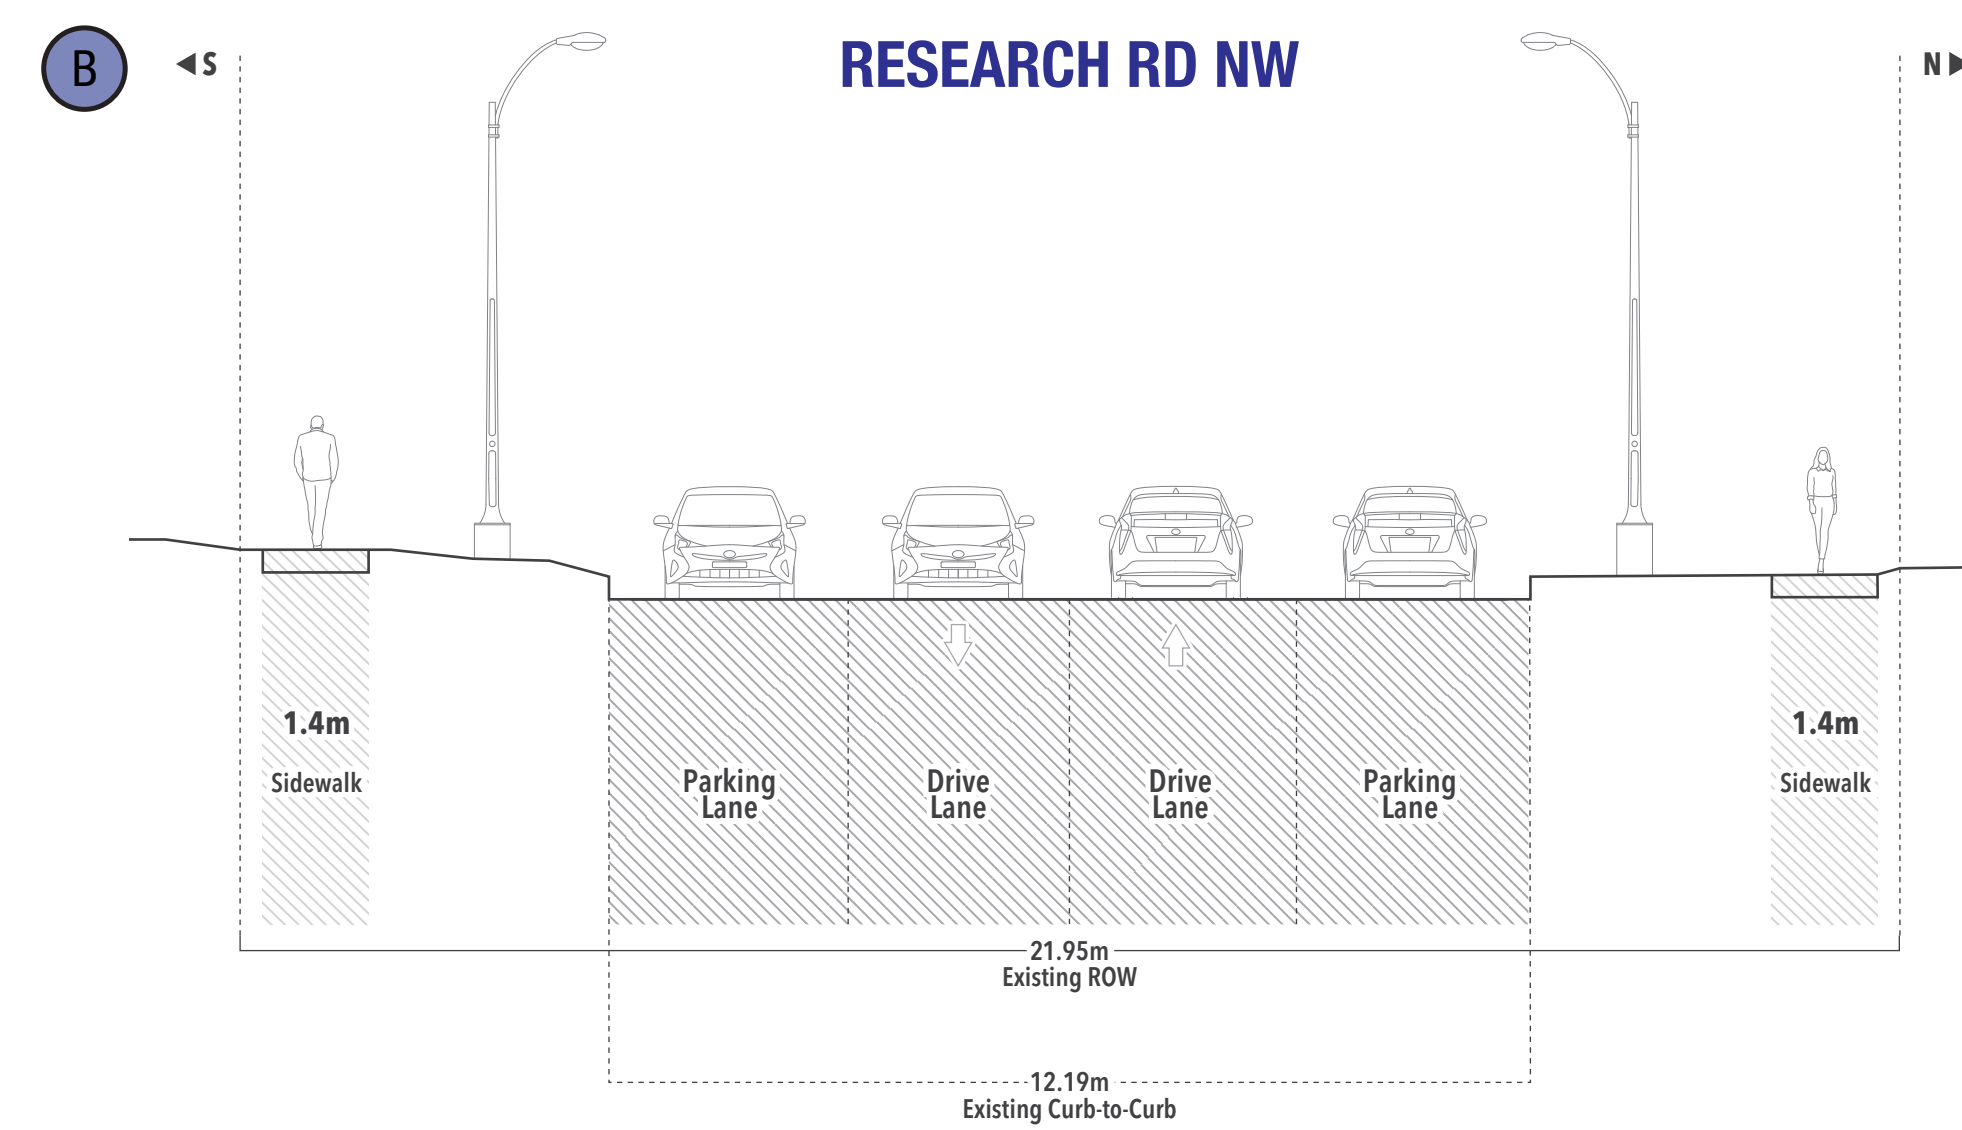 B
◀S
RESEARCH RD NW
N▶
1.4m
Sidewalk
Parking
Lane
Drive
Lane
Drive
Lane
Parking
Lane
1.4m
Sidewalk
21.95m
Existing ROW
12.19m
Existing Curb-to-Curb